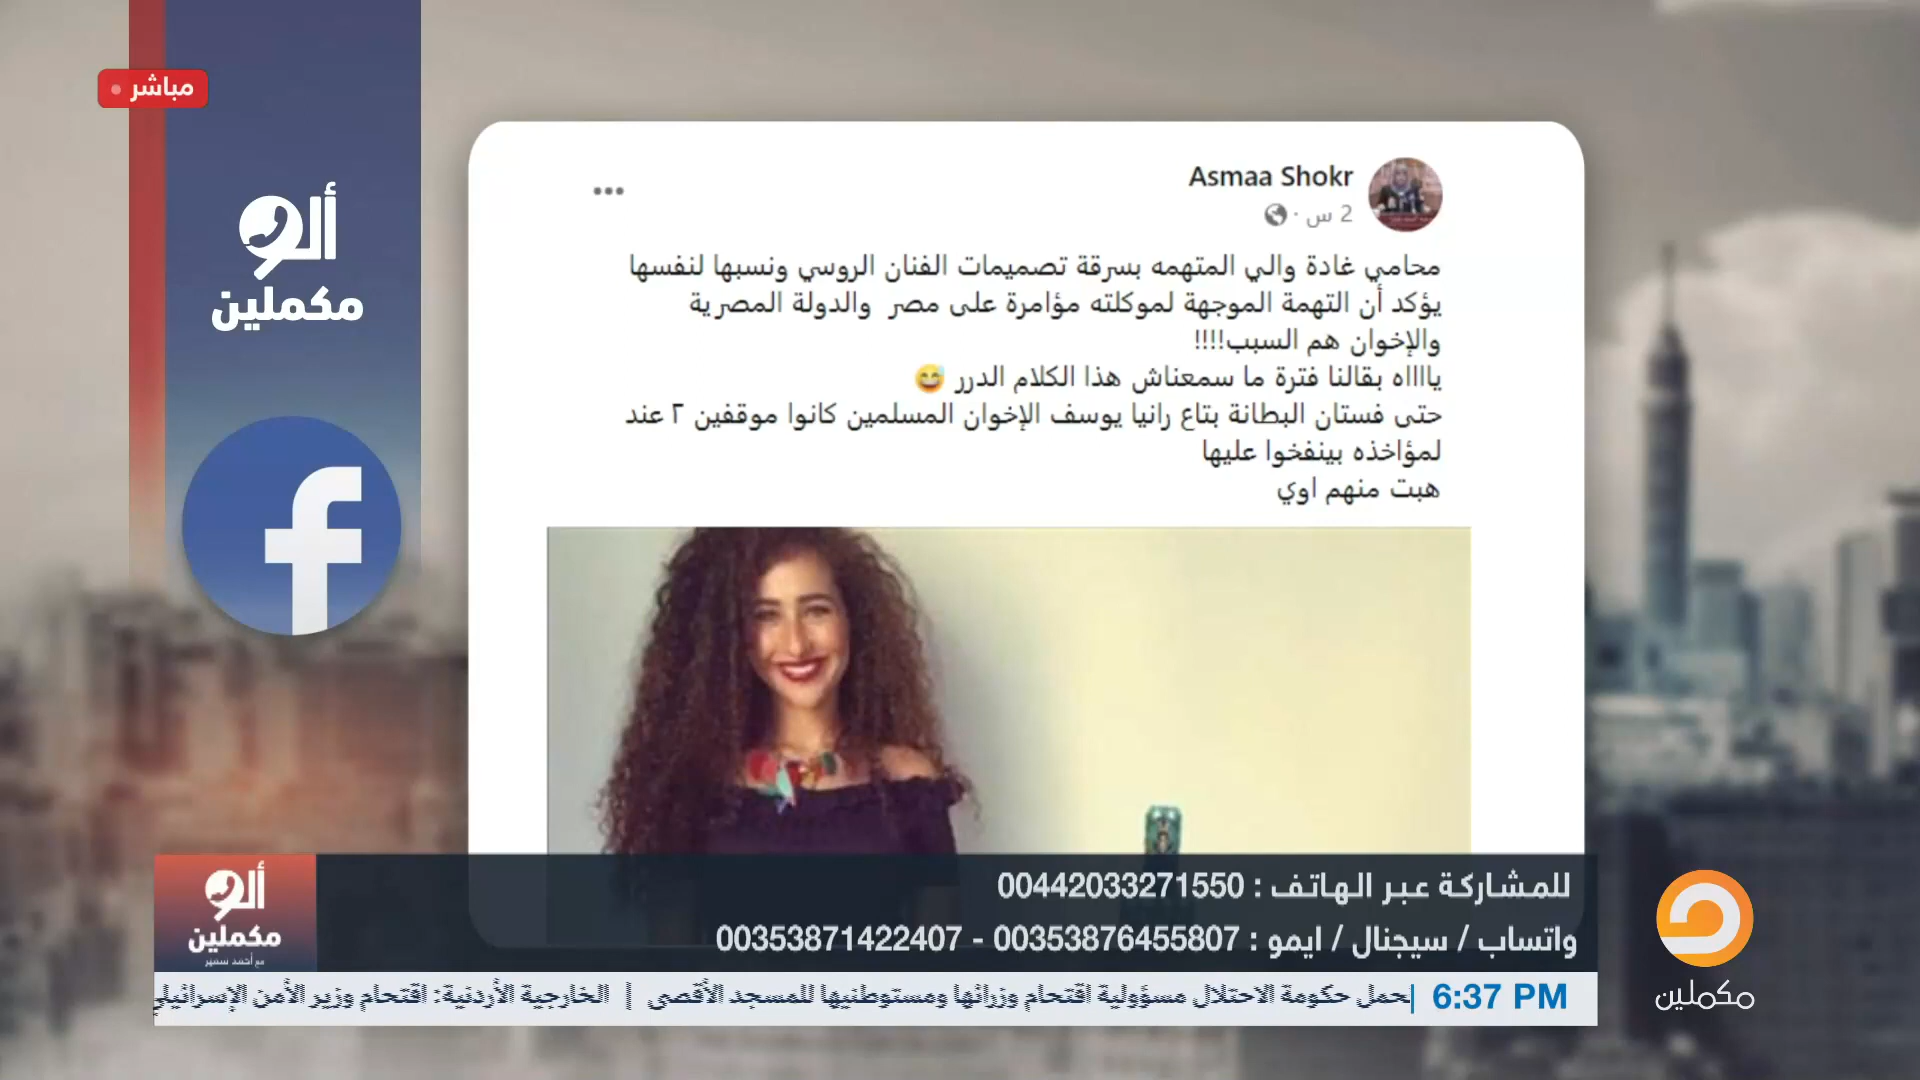 مباشر
ألو
مكملين
Asmaa Shokr
2 س ·
محامي غادة والي المتهمه بسرقة تصميمات الفنان الروسي ونسبها لنفسها
يؤكد أن التهمة الموجهة لموكلته مؤامرة على مصر والدولة المصرية
والإخوان هم السبب!!!!
يااااه بقالنا فترة ما سمعناش هذا الكلام الدرر 😅
حتى فستان البطانة بتاع رانيا يوسف الإخوان المسلمين كانوا موقفين ٢ عند
لمؤاخذه بينفخوا عليها
هبت منهم اوي
للمشاركة عبر الهاتف : 00442033271550
واتساب / سيجنال / ايمو : 00353876455807 - 00353871422407
ألو
مكملين
مع أحمد سمير
6:37 PM
حمل حكومة الاحتلال مسؤولية اقتحام وزرائها ومستوطنيها للمسجد الأقصى | الخارجية الأردنية: اقتحام وزير الأمن الإسرائيلي
مكملين